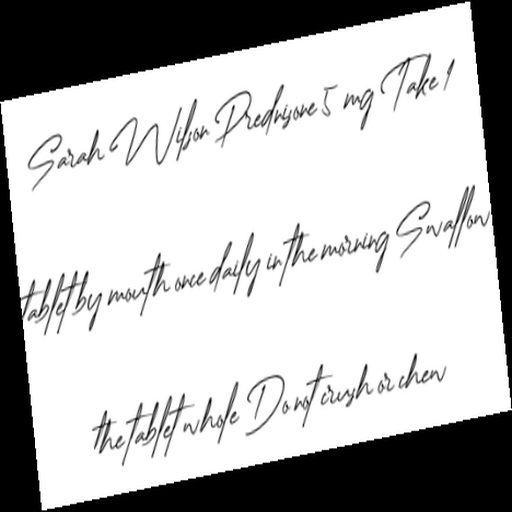 Sarah Wilson Prednisone 5 mg Take 1
tablet by mouth once daily in the morning Swallow
the tablet whole Do not crush or chew